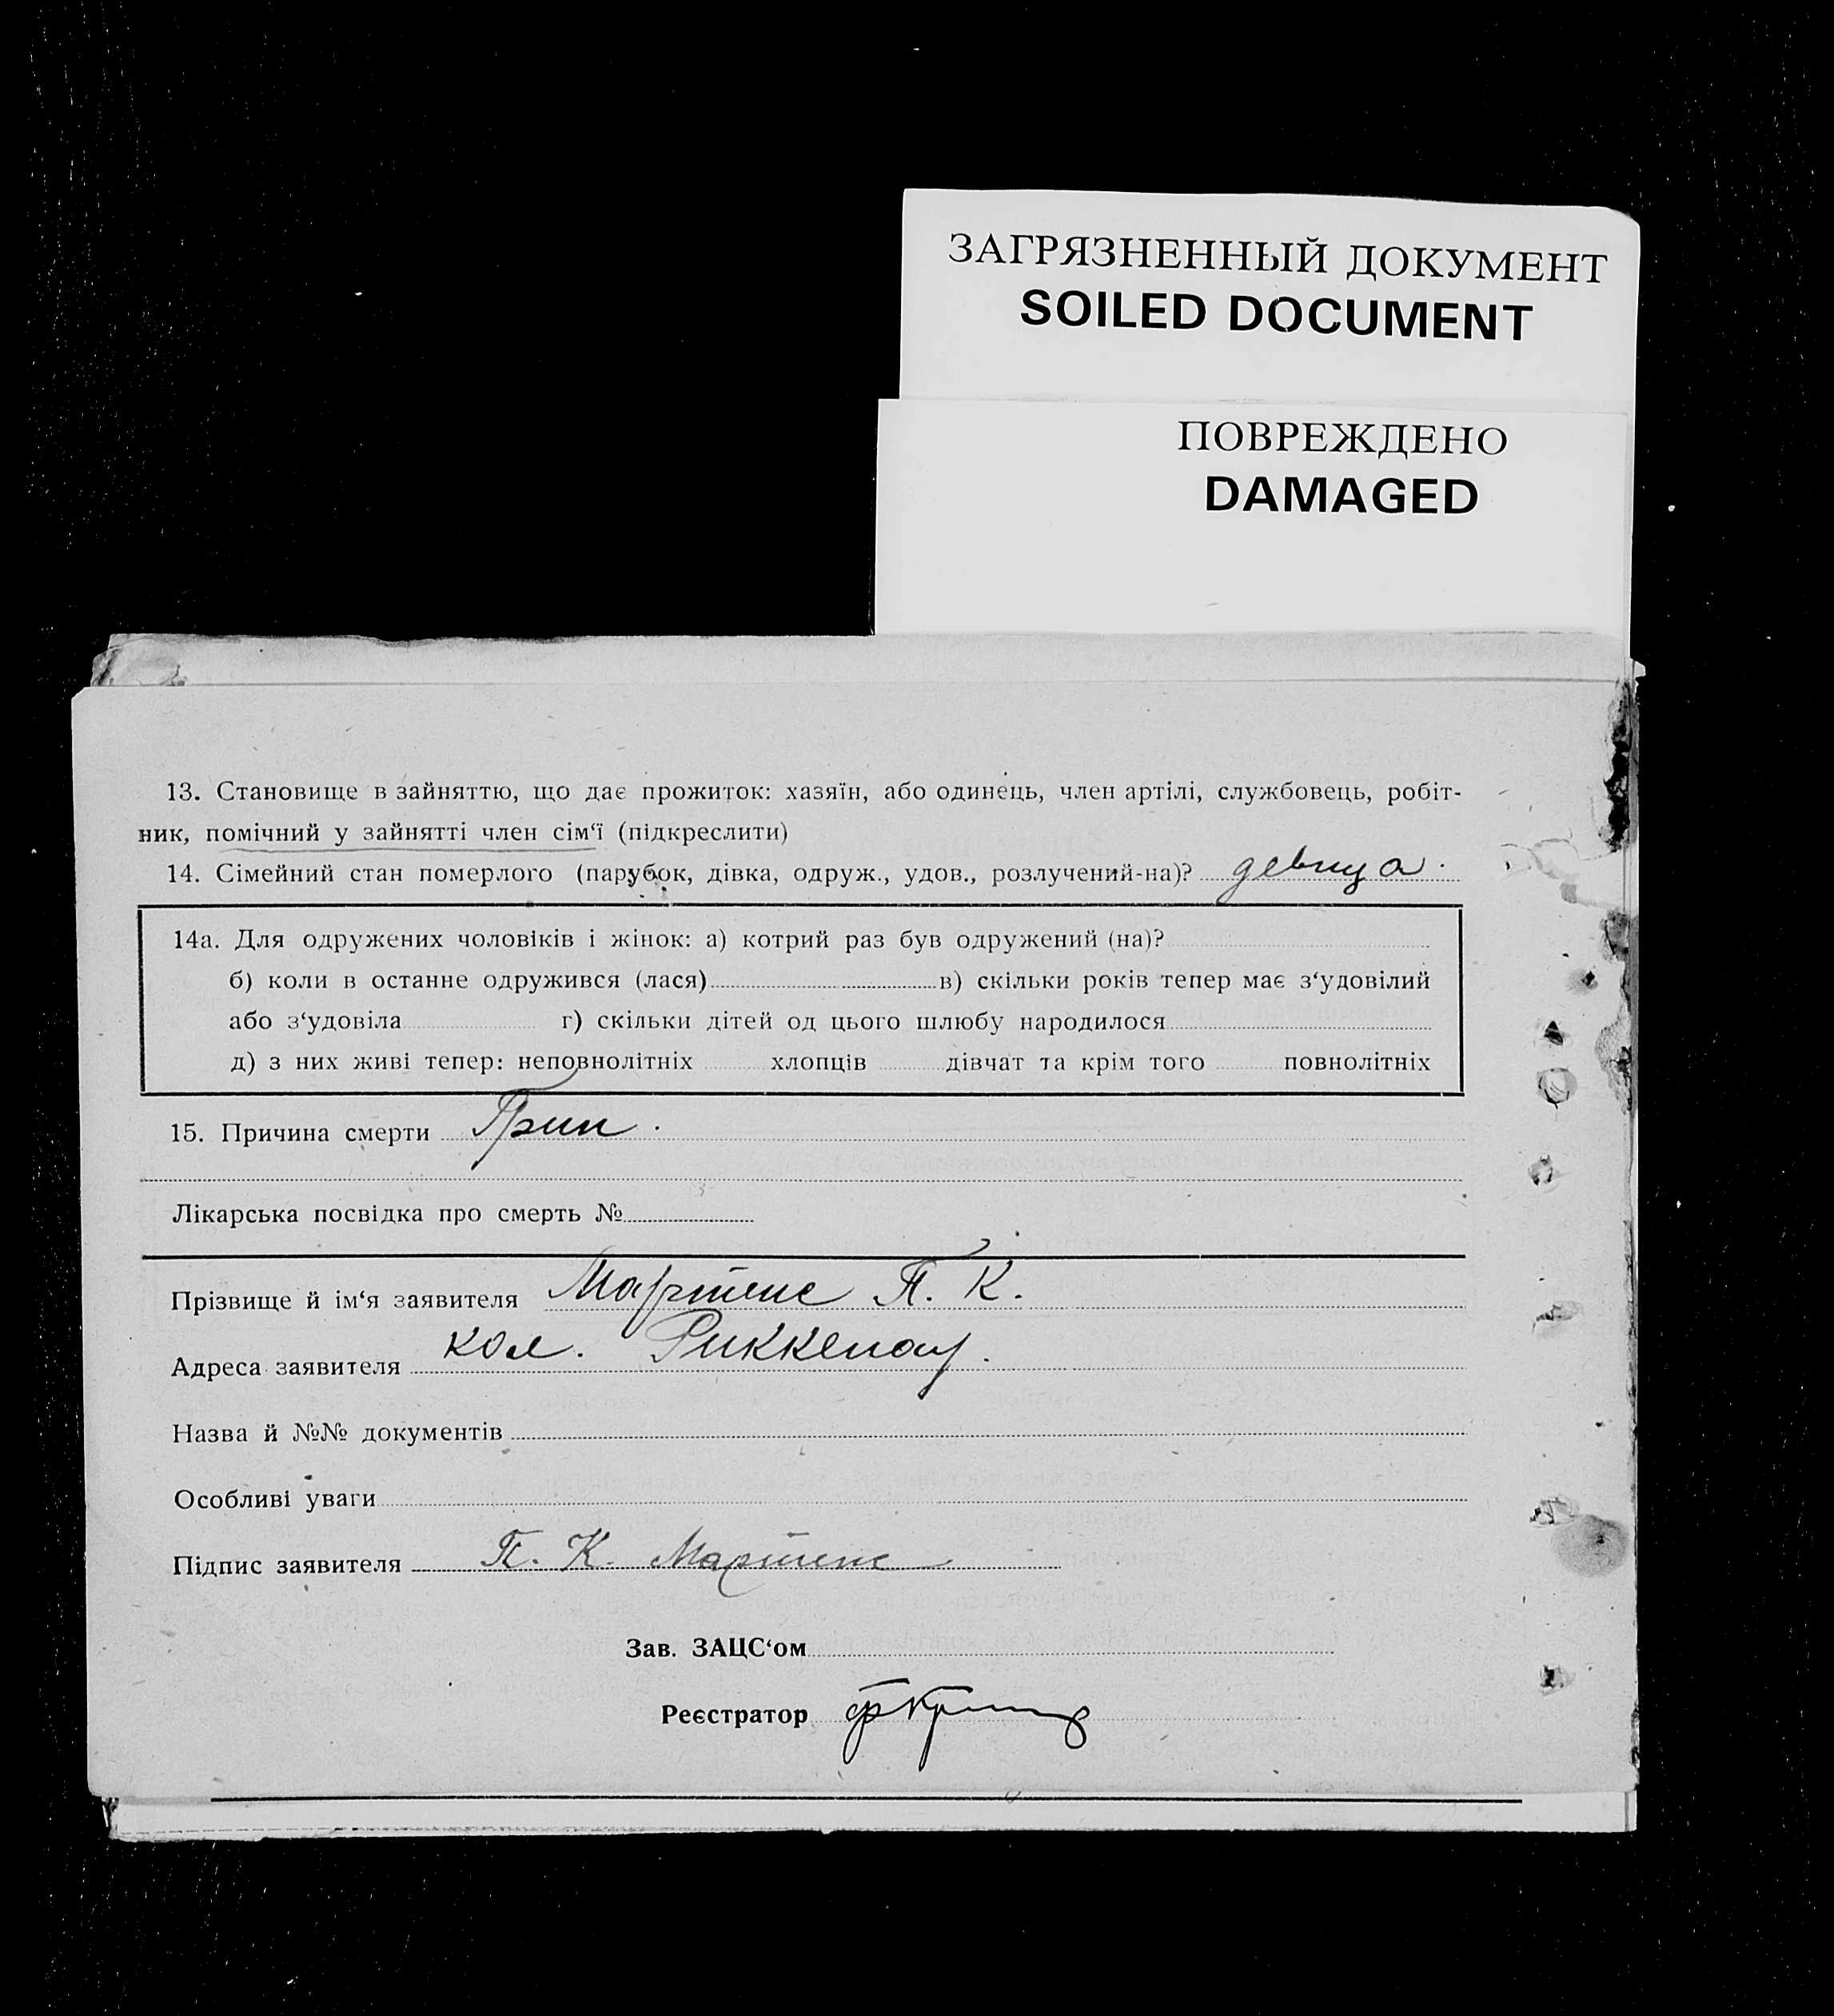 ЗАГРЯЗНЕННЫЙ ДОКУМЕНТ
SOILED DOCUMENT
ПОВРЕЖДЕНО
DAMAGED
13. Становище в зайняттю, що дає прожиток: хазяїн, або одинець, член артілі, службовець, робіт-
ник, помічний у зайнятті член сім‘ї (підкреслити)
14. Сімейний стан померлого (парубок, дівка, одруж., удов., розлучений-на)? девица.
14а. Для одружених чоловіків і жінок: а) котрий раз був одружений (на)?
б) коли в останне одружився (лася) в) скільки років тепер має з‘удовілий
або з‘удовіла г) скільки дітей од цього шлюбу народилося
д) з них живі тепер: неповнолітніх хлопців дівчат та крім того повнолітніх
15. Причина смерти Грип.
Лікарська посвідка про смерть №
Прізвище й ім‘я заявителя Мартенс П. К.
Адреса заявителя кол. Риккенау.
Назва й №№ документів
Особливі уваги
Підпис заявителя П. К. Мартенс
Зав. ЗАЦС‘ом
Реєстратор